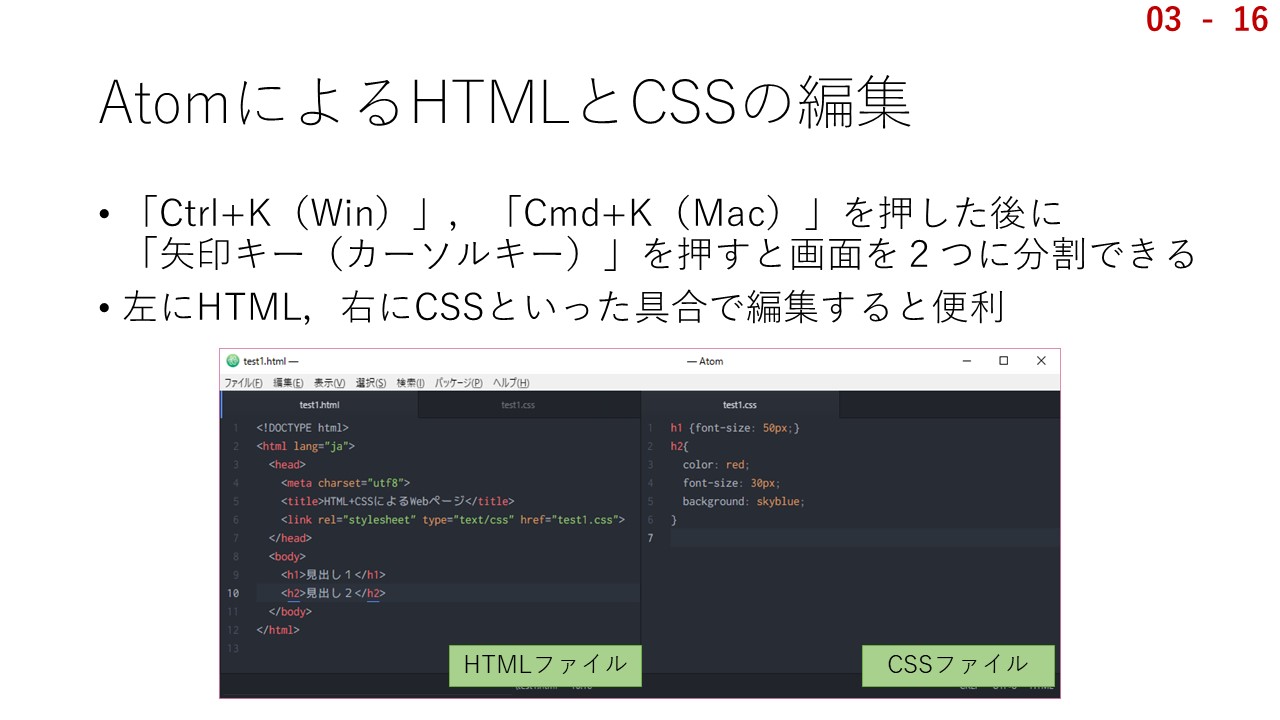 03 - 16
AtomによるHTMLとCSSの編集
• 「Ctrl+K（Win）」，「Cmd+K（Mac）」を押した後に
「矢印キー（カーソルキー）」を押すと画面を２つに分割できる
• 左にHTML，右にCSSといった具合で編集すると便利
test1.html — — Atom
ファイル(F) 編集(E) 表示(V) 選択(S) 検索(I) パッケージ(P) ヘルプ(H)
test1.html test1.css
1 <!DOCTYPE html>
2 <html lang="ja">
3 <head>
4 <meta charset="utf8">
5 <title>HTML+CSSによるWebページ</title>
6 <link rel="stylesheet" type="text/css" href="test1.css">
7 </head>
8 <body>
9 <h1>見出し１</h1>
10 <h2>見出し２</h2>
11 </body>
12 </html>
13
HTMLファイル
test1.css
1 h1 {font-size: 50px;}
2 h2{
3 color: red;
4 font-size: 30px;
5 background: skyblue;
6 }
7
CSSファイル